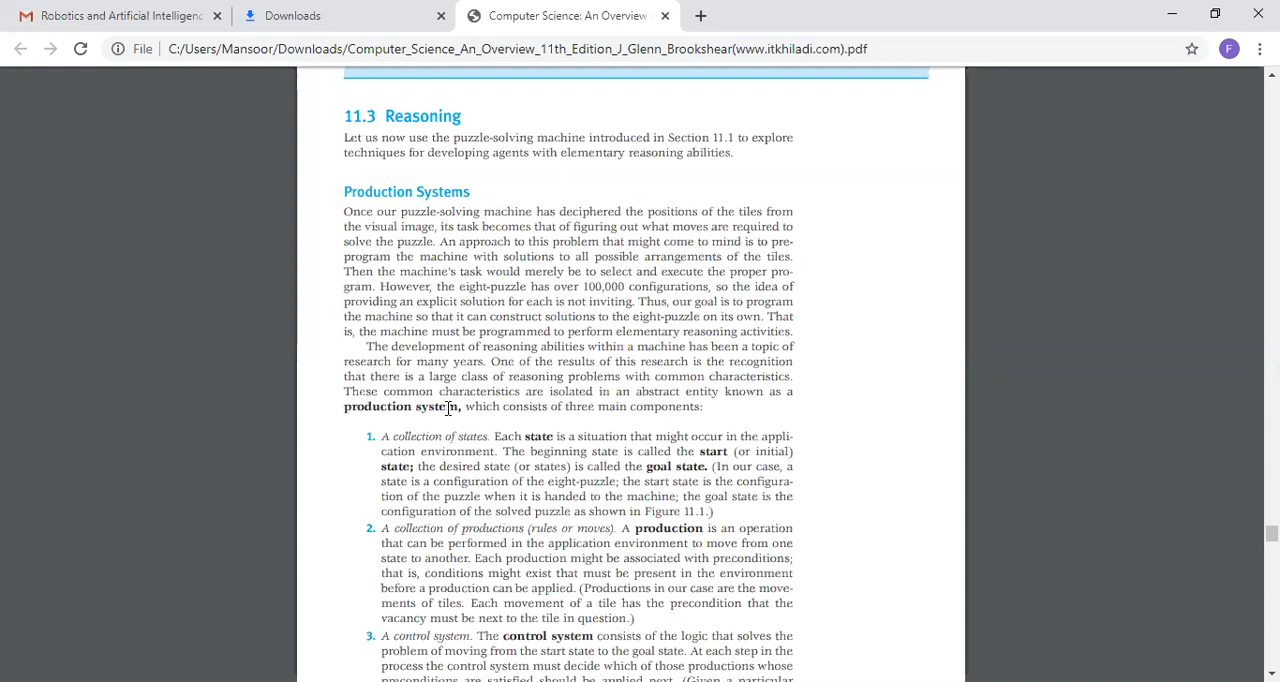 Robotics and Artificial Intelligenc
Downloads
Computer Science: An Overview
File
C:/Users/Mansoor/Downloads/Computer_Science_An_Overview_11th_Edition_J_Glenn_Brookshear(www.itkhiladi.com).pdf
F
11.3 Reasoning
Let us now use the puzzle-solving machine introduced in Section 11.1 to explore
techniques for developing agents with elementary reasoning abilities.
Production Systems
Once our puzzle-solving machine has deciphered the positions of the tiles from
the visual image, its task becomes that of figuring out what moves are required to
solve the puzzle. An approach to this problem that might come to mind is to pre-
program the machine with solutions to all possible arrangements of the tiles.
Then the machine's task would merely be to select and execute the proper pro-
gram. However, the eight-puzzle has over 100,000 configurations, so the idea of
providing an explicit solution for each is not inviting. Thus, our goal is to program
the machine so that it can construct solutions to the eight-puzzle on its own. That
is, the machine must be programmed to perform elementary reasoning activities.
The development of reasoning abilities within a machine has been a topic of
research for many years. One of the results of this research is the recognition
that there is a large class of reasoning problems with common characteristics.
These common characteristics are isolated in an abstract entity known as a
production system, which consists of three main components:
1. A collection of states. Each state is a situation that might occur in the appli-
cation environment. The beginning state is called the start (or initial)
state; the desired state (or states) is called the goal state. (In our case, a
state is a configuration of the eight-puzzle; the start state is the configura-
tion of the puzzle when it is handed to the machine; the goal state is the
configuration of the solved puzzle as shown in Figure 11.1.)
2. A collection of productions (rules or moves). A production is an operation
that can be performed in the application environment to move from one
state to another. Each production might be associated with preconditions;
that is, conditions might exist that must be present in the environment
before a production can be applied. (Productions in our case are the move-
ments of tiles. Each movement of a tile has the precondition that the
vacancy must be next to the tile in question.)
3. A control system. The control system consists of the logic that solves the
problem of moving from the start state to the goal state. At each step in the
process the control system must decide which of those productions whose
preconditions are satisfied should be applied next. (Given a particular